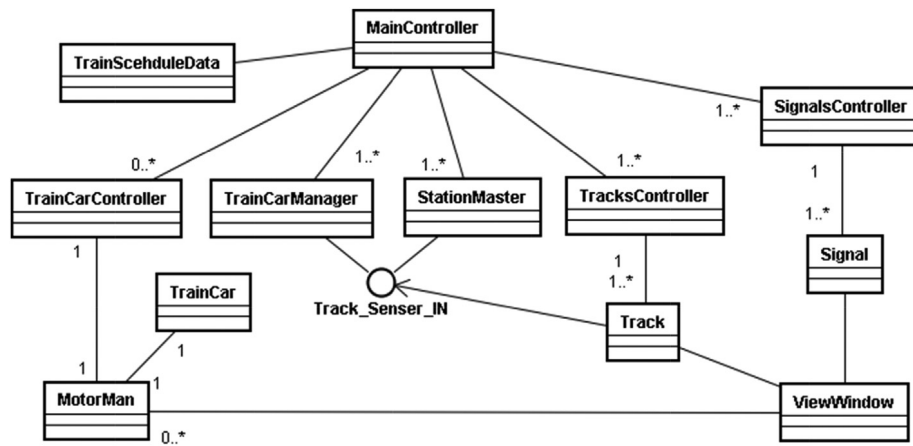 MainController
TrainScehduleData
SignalsController
1..*
0..*
1..*
1..*
1..*
1
TrainCarController
TrainCarManager
StationMaster
TracksController
1..*
1
Signal
1
1..*
TrainCar
Track_Senser_IN
Track
1
1
1
MotorMan
ViewWindow
0..*